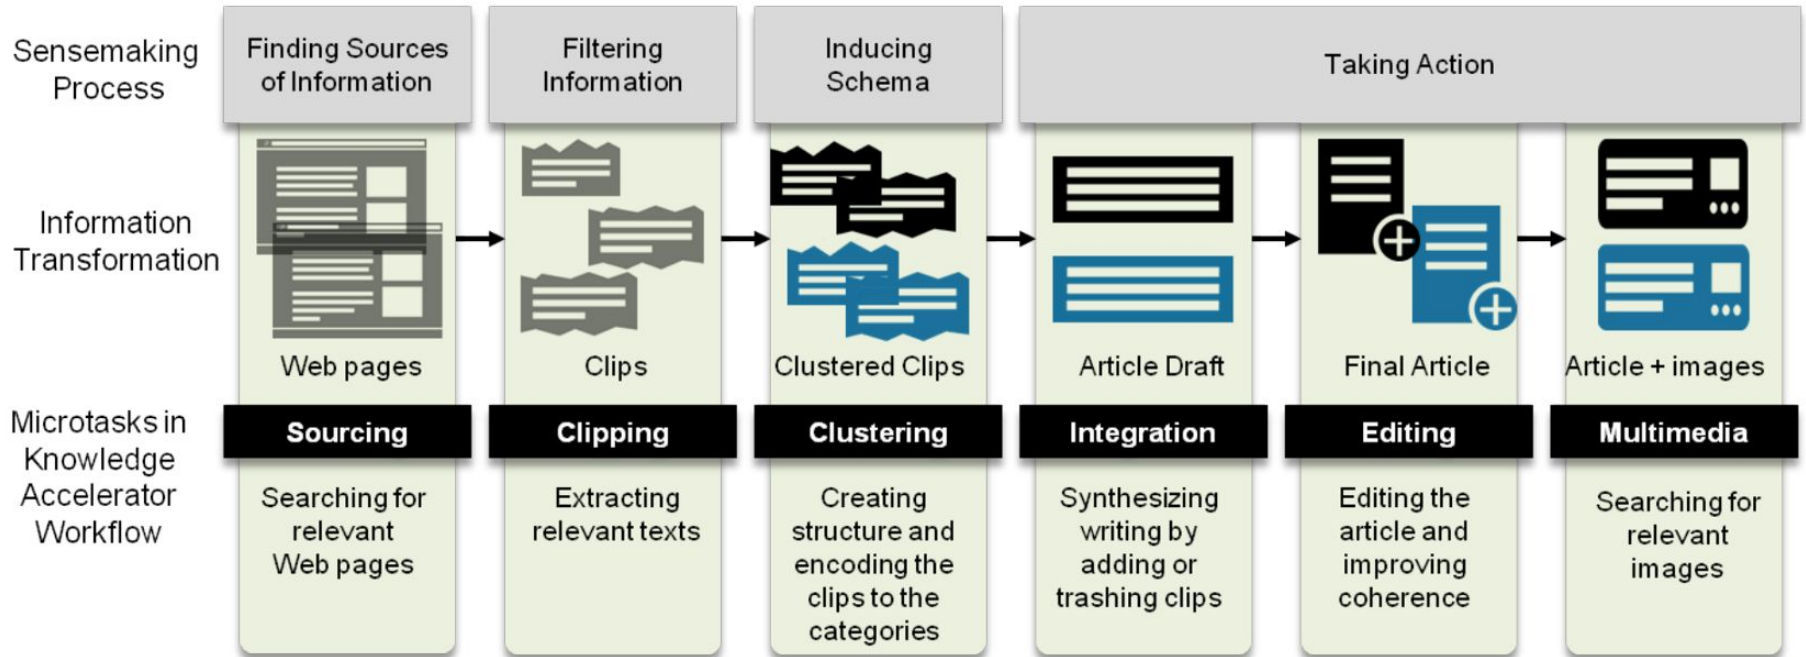 Sensemaking
Process
Finding Sources
of Information
Filtering
Information
Inducing
Schema
Taking Action
Information
Transformation
Web pages
Clips
Clustered Clips
Article Draft
Final Article
Article + images
Microtasks in
Knowledge
Accelerator
Workflow
Sourcing
Clipping
Clustering
Integration
Editing
Multimedia
Searching for
relevant
Web pages
Extracting
relevant texts
Creating
structure and
encoding the
clips to the
categories
Synthesizing
writing by
adding or
trashing clips
Editing the
article and
improving
coherence
Searching for
relevant
images